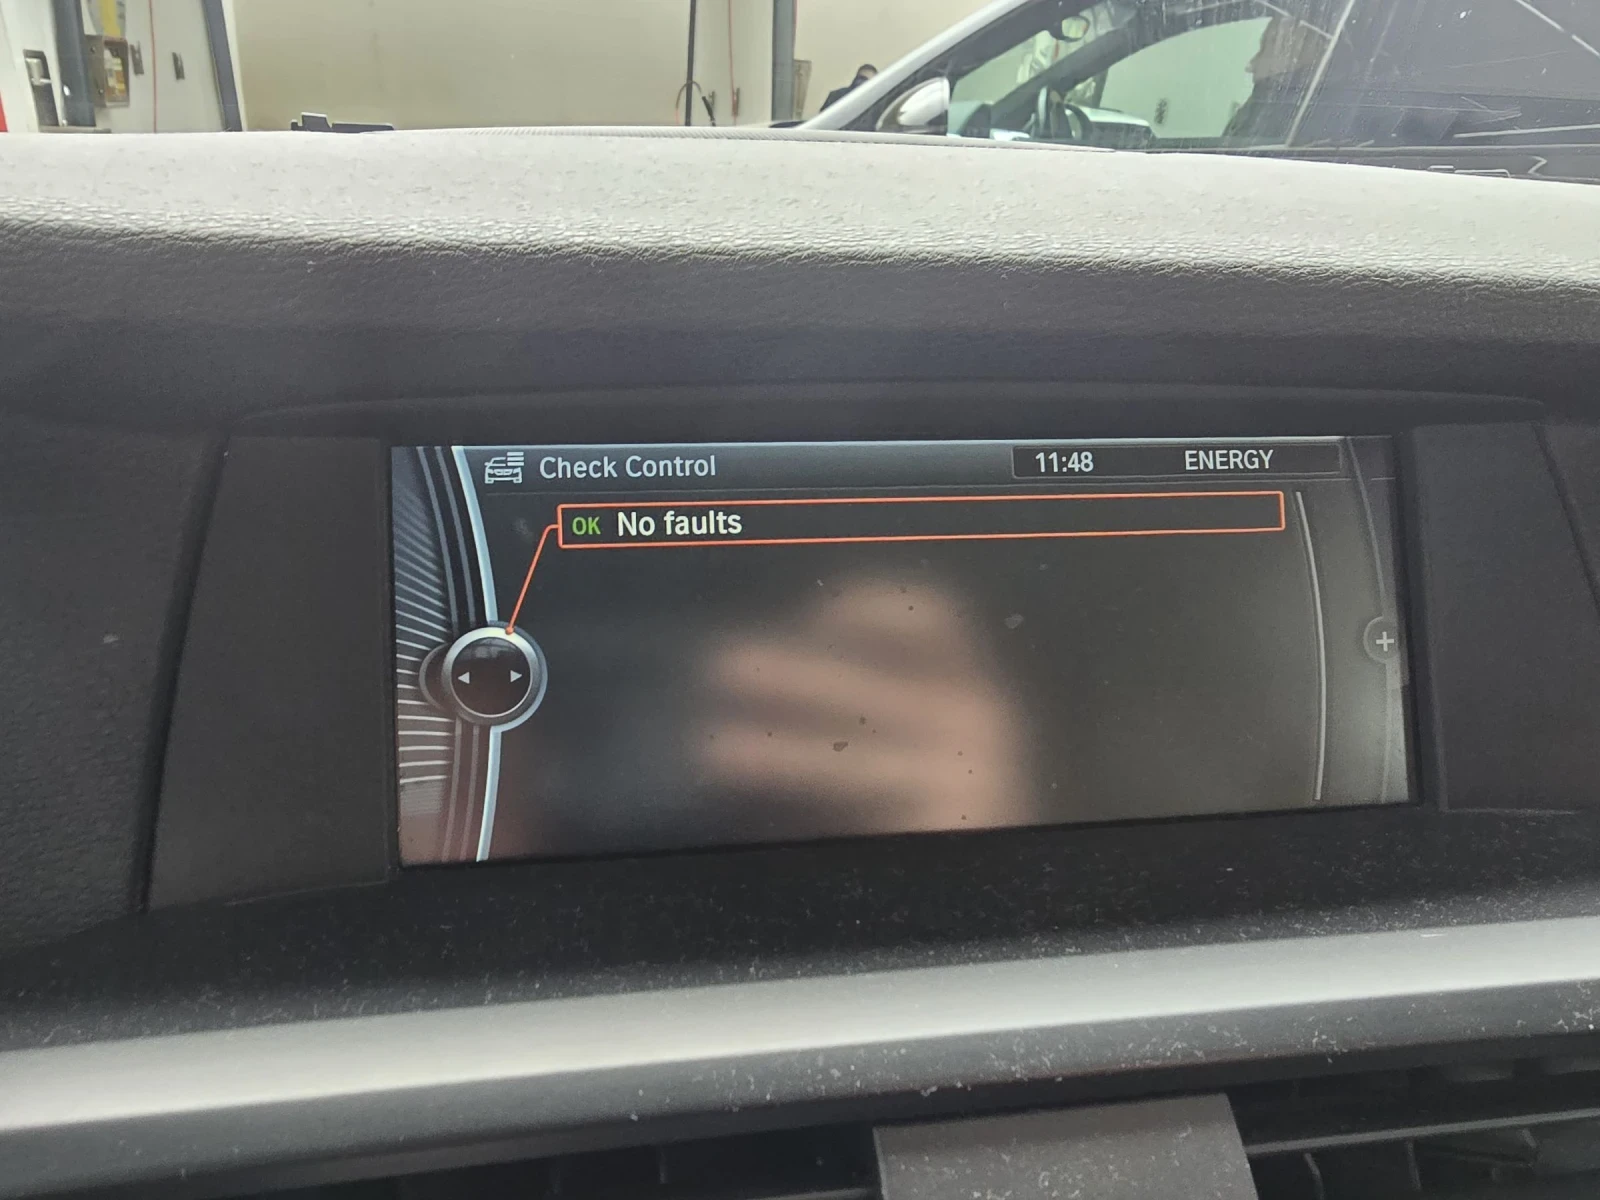 Check Control
11:48 ENERGY
OK No faults